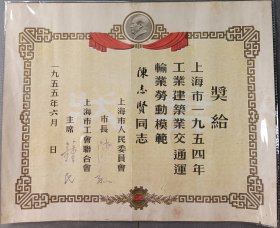 獎給
上海市一九五四年
工業建築業交通運
輸業勞動模範
陳志賢同志
上海市人民委員會
市長
上海市工會聯合會
主席 鍾民
一九五五年六月 日